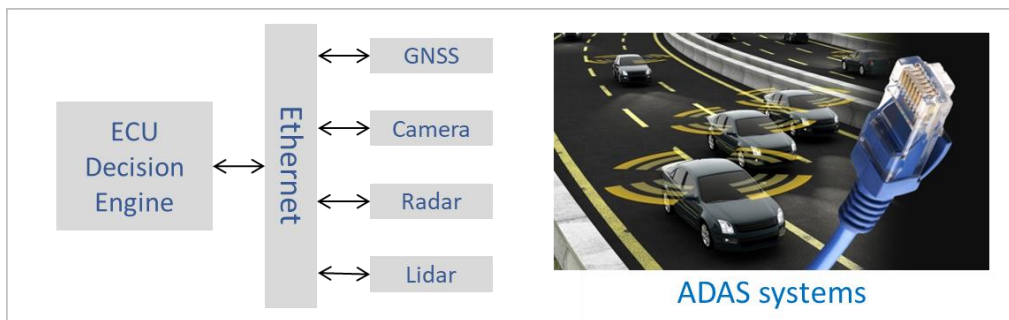 ECU
Decision
Engine
Ethernet
GNSS
Camera
Radar
Lidar
ADAS systems